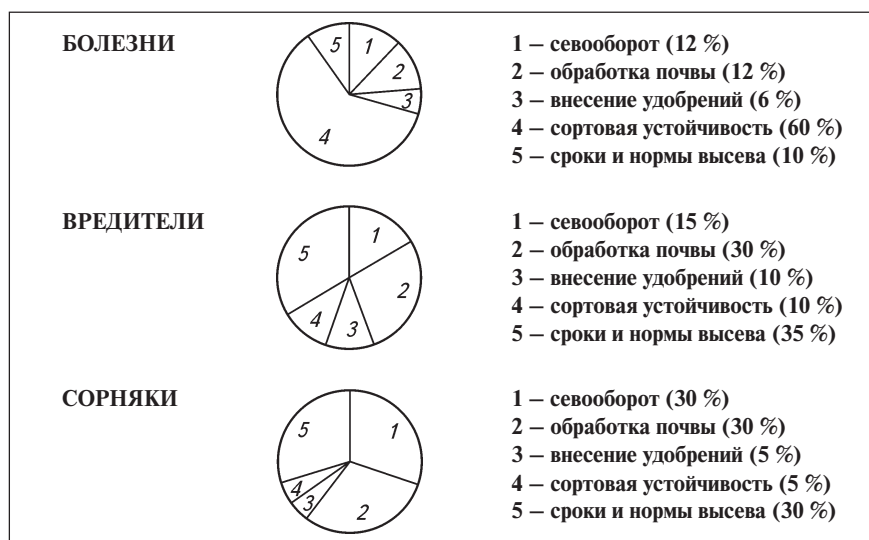 БОЛЕЗНИ
5 1
2
3
4
1 – севооборот (12 %)
2 – обработка почвы (12 %)
3 – внесение удобрений (6 %)
4 – сортовая устойчивость (60 %)
5 – сроки и нормы высева (10 %)
ВРЕДИТЕЛИ
1
5
2
4 3
1 – севооборот (15 %)
2 – обработка почвы (30 %)
3 – внесение удобрений (10 %)
4 – сортовая устойчивость (10 %)
5 – сроки и нормы высева (35 %)
СОРНЯКИ
5 1
4
3
2
1 – севооборот (30 %)
2 – обработка почвы (30 %)
3 – внесение удобрений (5 %)
4 – сортовая устойчивость (5 %)
5 – сроки и нормы высева (30 %)